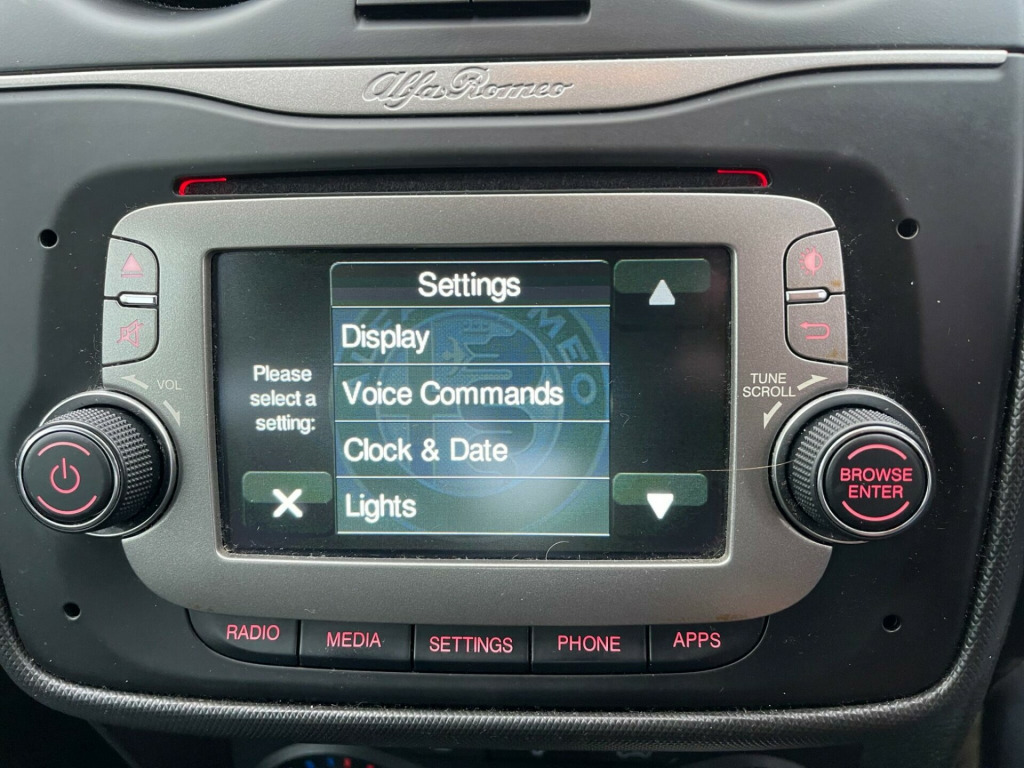 Alfa Romeo
Settings
Display
Please
select a
setting:
Voice Commands
Clock & Date
Lights
VOL
TUNE
SCROLL
BROWSE
ENTER
RADIO
MEDIA
SETTINGS
PHONE
APPS